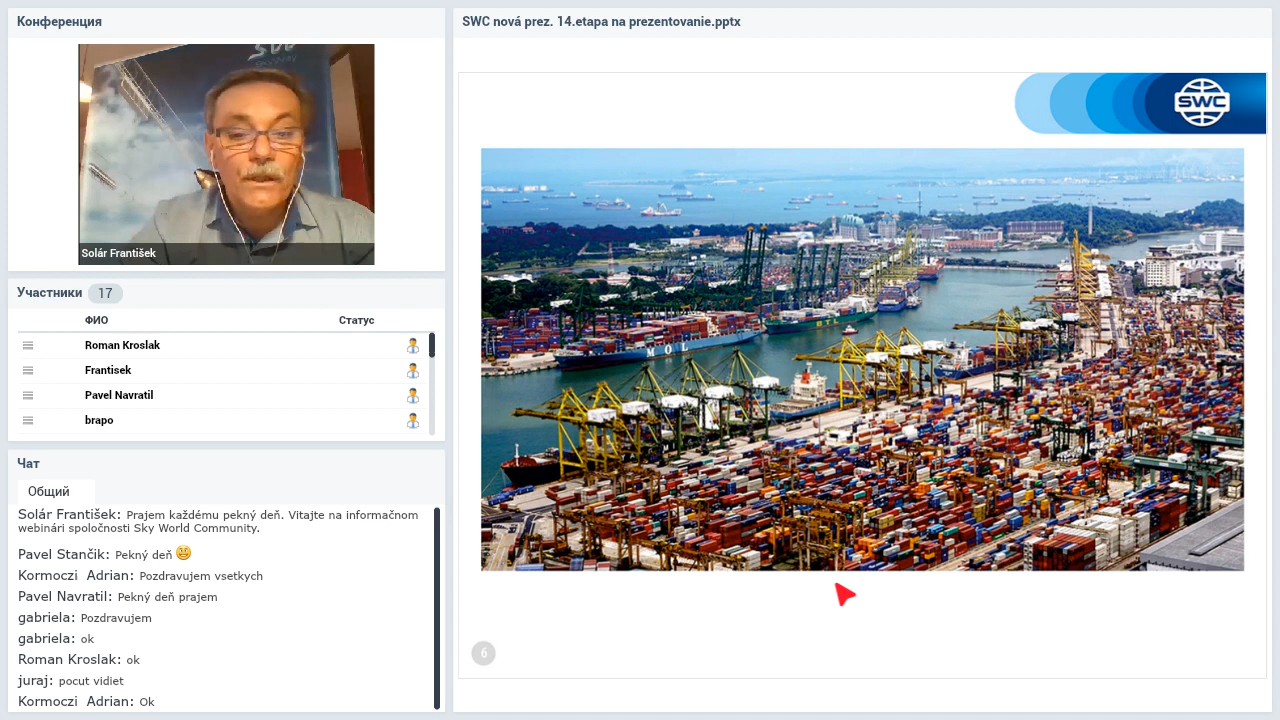 Конференция
Solár František
Участники 17
ФИО Статус
Roman Kroslak
Frantisek
Pavel Navratil
brapo
Чат
Общий
Solár František: Prajem každému pekný deň. Vitajte na informačnom
webinári spoločnosti Sky World Community.
Pavel Stančik: Pekný deň
Kormoczi Adrian: Pozdravujem vsetkych
Pavel Navratil: Pekný deň prajem
gabriela: Pozdravujem
gabriela: ok
Roman Kroslak: ok
juraj: pocut vidiet
Kormoczi Adrian: Ok
SWC nová prez. 14.etapa na prezentovanie.pptx
SWC
MOL
6